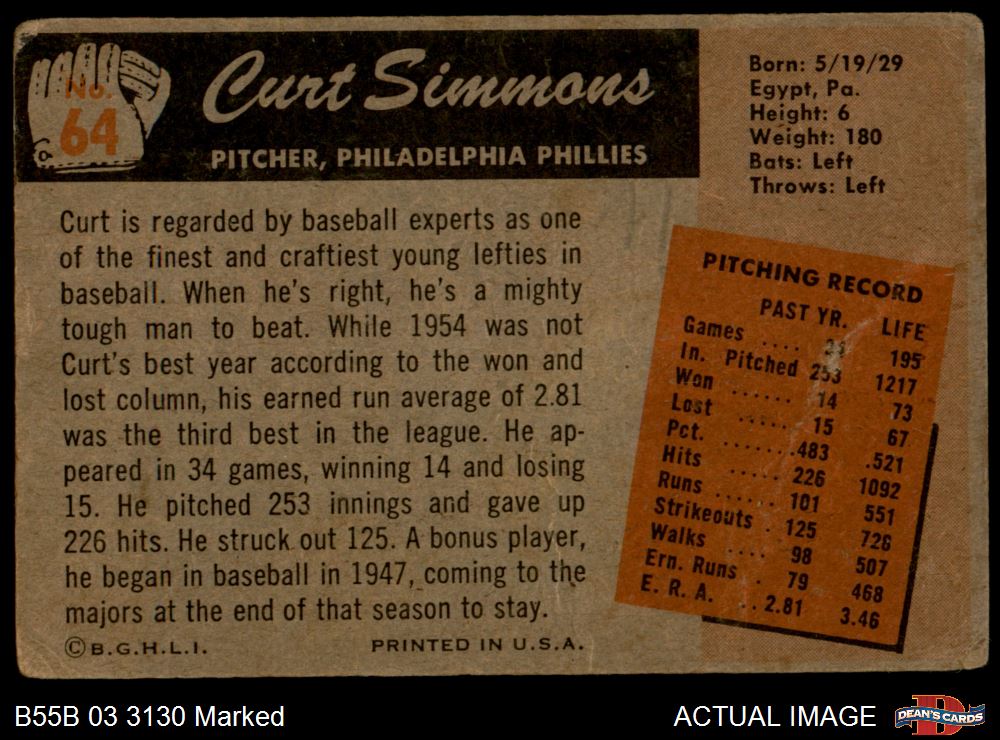 No.
64
Curt Simmons
PITCHER, PHILADELPHIA PHILLIES
Born: 5/19/29
Egypt, Pa.
Height: 6
Weight: 180
Bats: Left
Throws: Left
Curt is regarded by baseball experts as one
of the finest and craftiest young lefties in
baseball. When he's right, he's a mighty
tough man to beat. While 1954 was not
Curt's best year according to the won and
lost column, his earned run average of 2.81
was the third best in the league. He ap-
peared in 34 games, winning 14 and losing
15. He pitched 253 innings and gave up
226 hits. He struck out 125. A bonus player,
he began in baseball in 1947, coming to the
majors at the end of that season to stay.
©B.G.H.L.I. PRINTED IN U.S.A.
PITCHING RECORD
PAST YR. LIFE
Games .... 195
In. Pitched 253 1217
Won ...... 14 73
Lost ..... 15 67
Pct. .......483 .521
Hits ..... 226 1092
Runs ...... 101 551
Strikeouts . 125 726
Walks .... 98 507
Ern. Runs . 79 468
E. R. A. .. 2.81 3.46
B55B 03 3130 Marked
ACTUAL IMAGE
D
DEAN'S CARDS